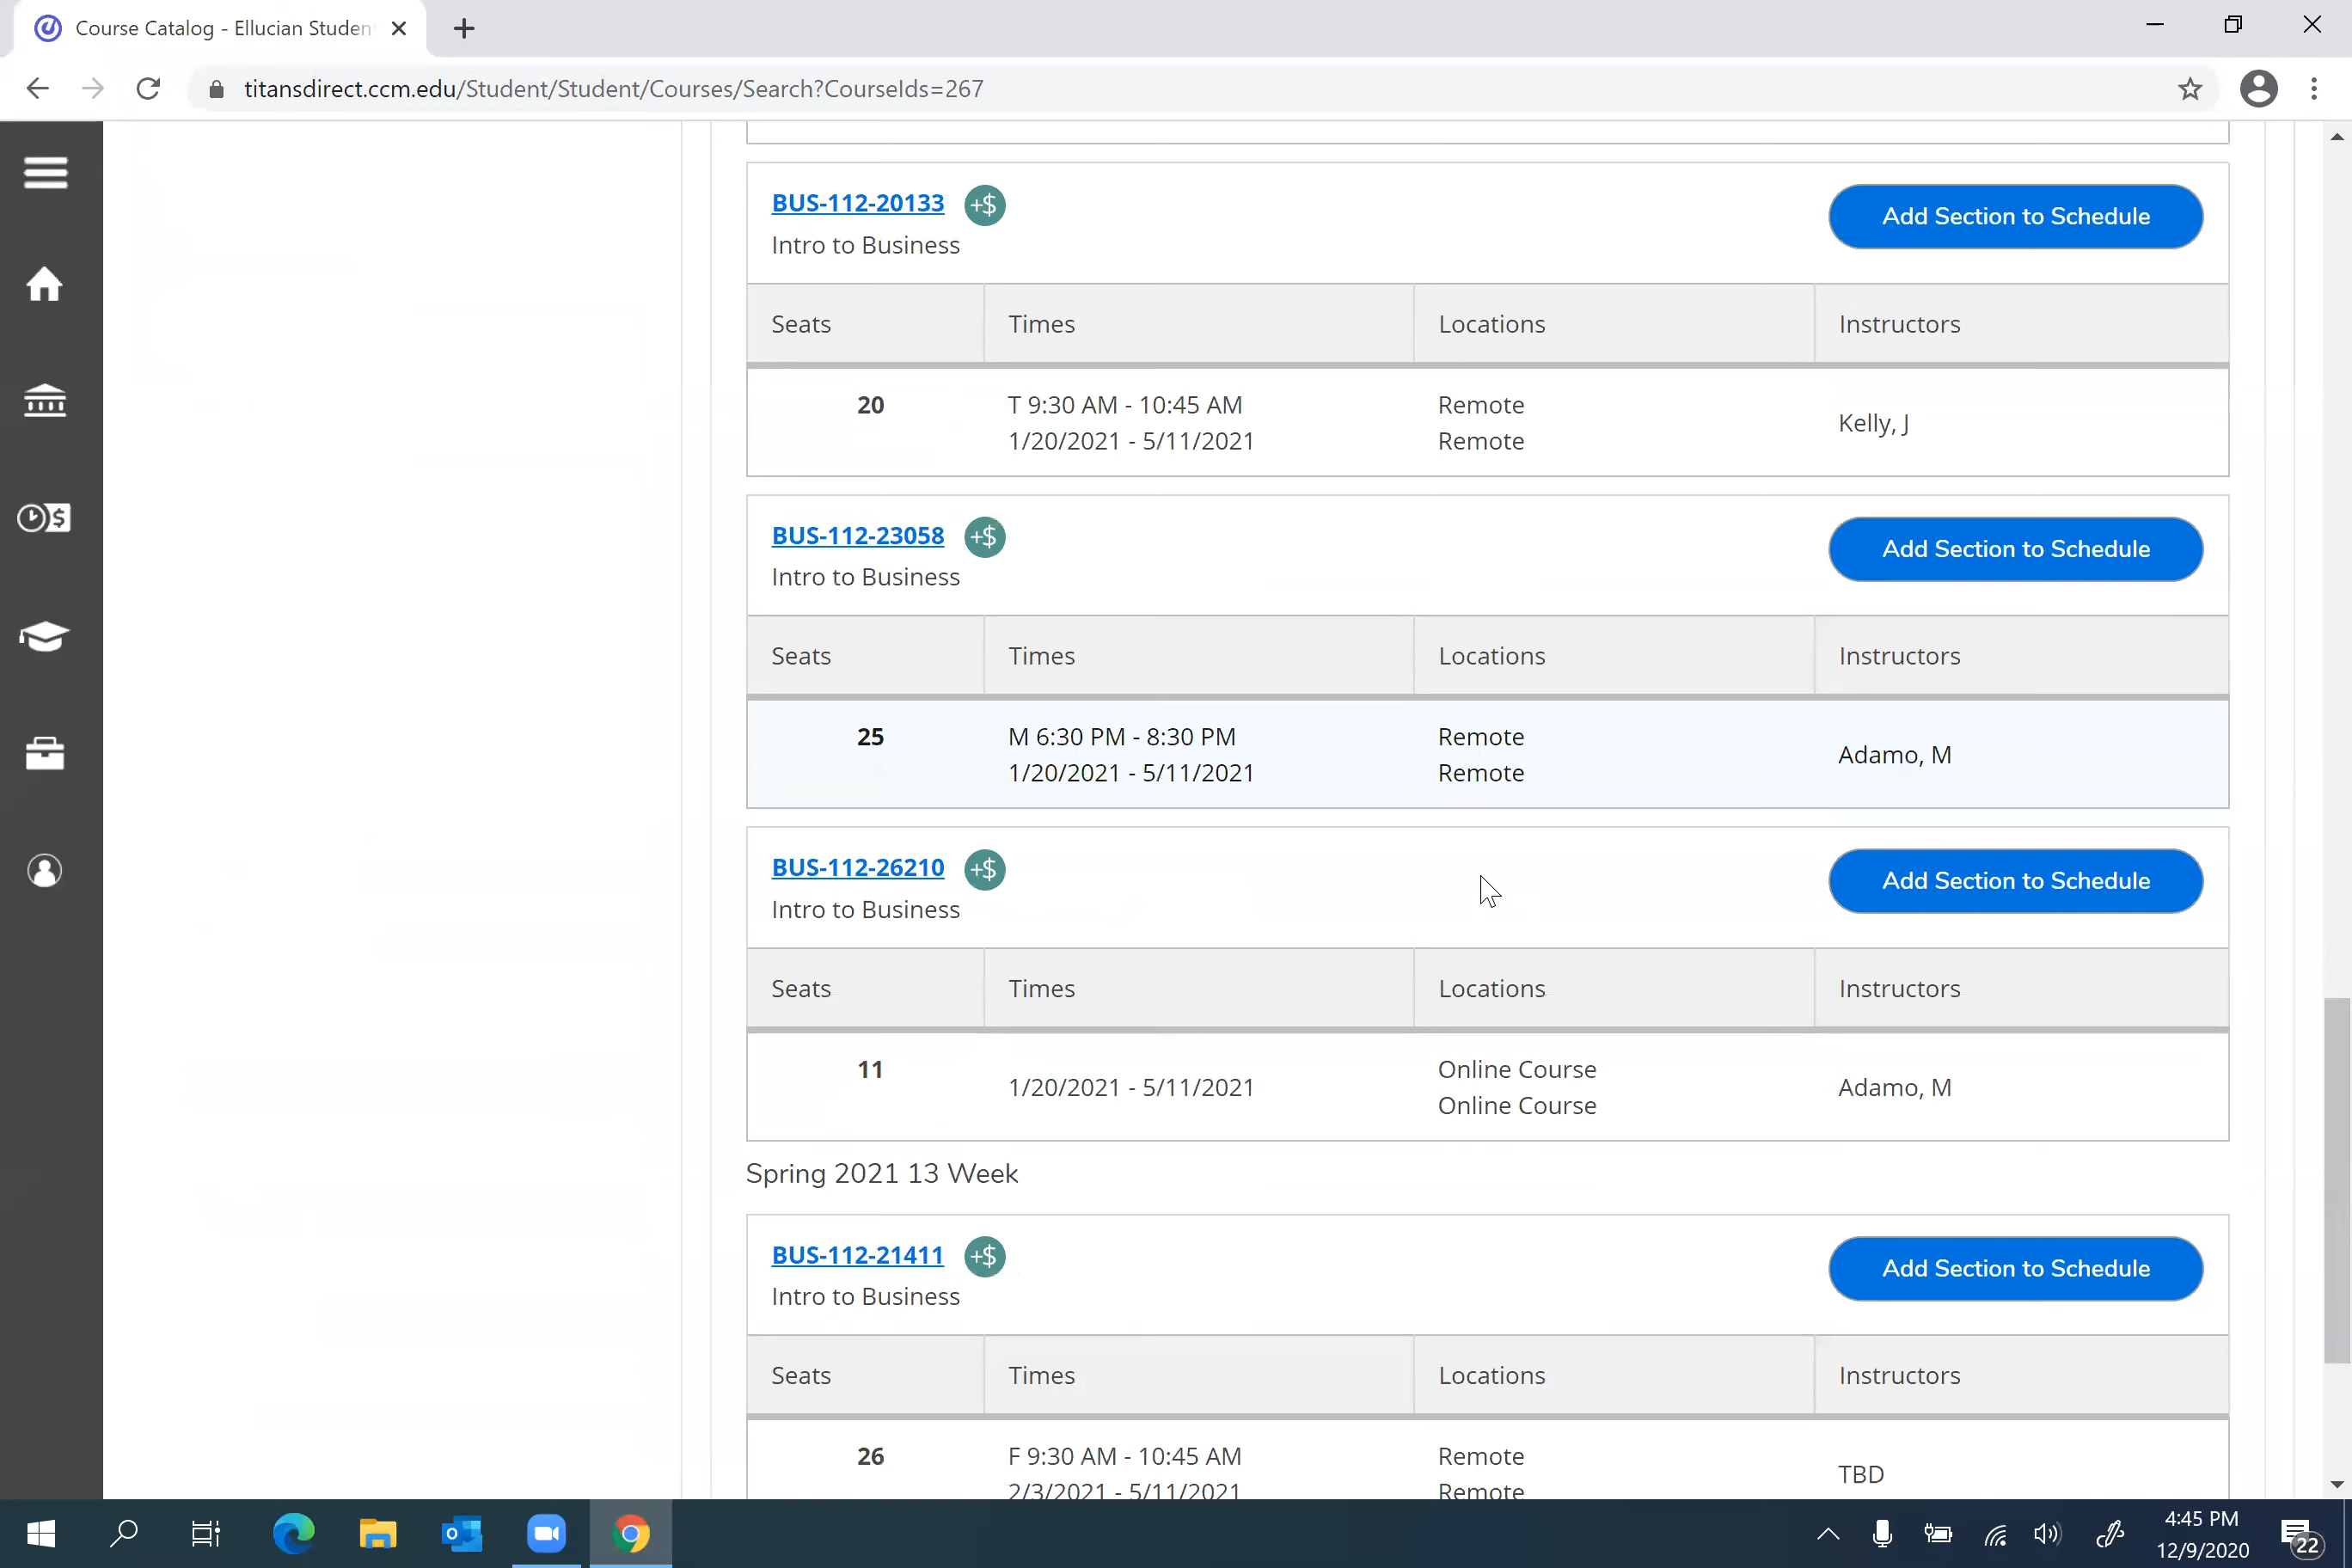 Course Catalog - Ellucian Studen
titansdirect.ccm.edu/Student/Student/Courses/Search?CourseIds=267
BUS-112-20133 +$
Add Section to Schedule
Intro to Business
Seats Times Locations Instructors
20 T 9:30 AM - 10:45 AM Remote
1/20/2021 - 5/11/2021 Remote
Kelly, J
BUS-112-23058 +$
Add Section to Schedule
Intro to Business
Seats Times Locations Instructors
25 M 6:30 PM - 8:30 PM Remote
1/20/2021 - 5/11/2021 Remote
Adamo, M
BUS-112-26210 +$
Add Section to Schedule
Intro to Business
Seats Times Locations Instructors
11 1/20/2021 - 5/11/2021 Online Course
Online Course
Adamo, M
Spring 2021 13 Week
BUS-112-21411 +$
Add Section to Schedule
Intro to Business
Seats Times Locations Instructors
26 F 9:30 AM - 10:45 AM Remote
2/3/2021 - 5/11/2021 Remote
TBD
4:45 PM
12/9/2020
22